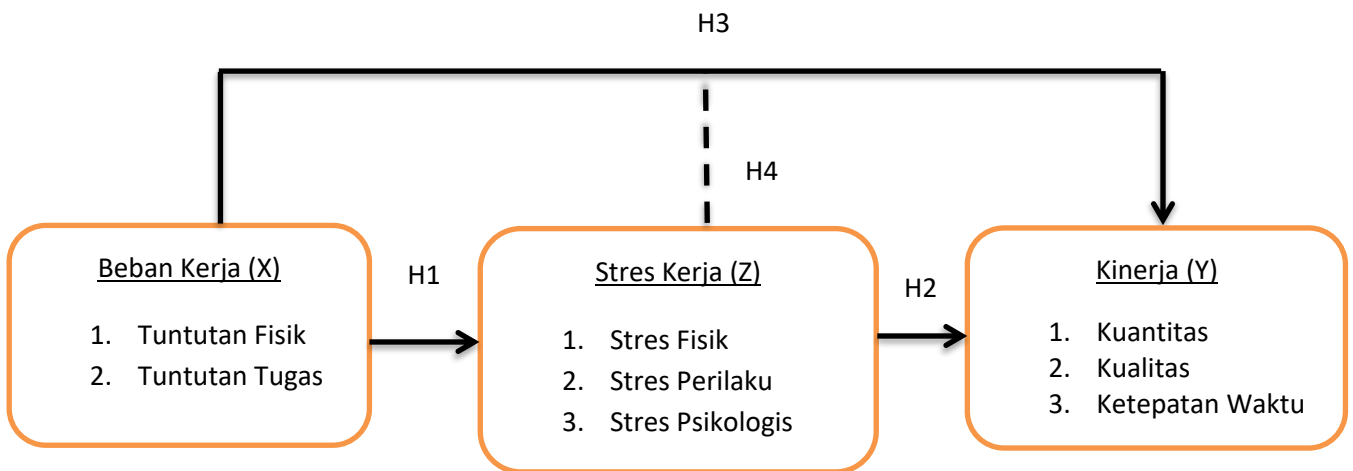 H3
H4
Beban Kerja (X)
1. Tuntutan Fisik
2. Tuntutan Tugas
H1
Stres Kerja (Z)
1. Stres Fisik
2. Stres Perilaku
3. Stres Psikologis
H2
Kinerja (Y)
1. Kuantitas
2. Kualitas
3. Ketepatan Waktu